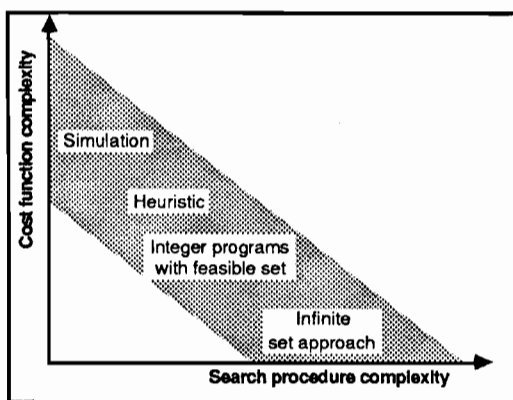 Cost function complexity
Simulation
Heuristic
Integer programs
with feasible set
Infinite
set approach
Search procedure complexity